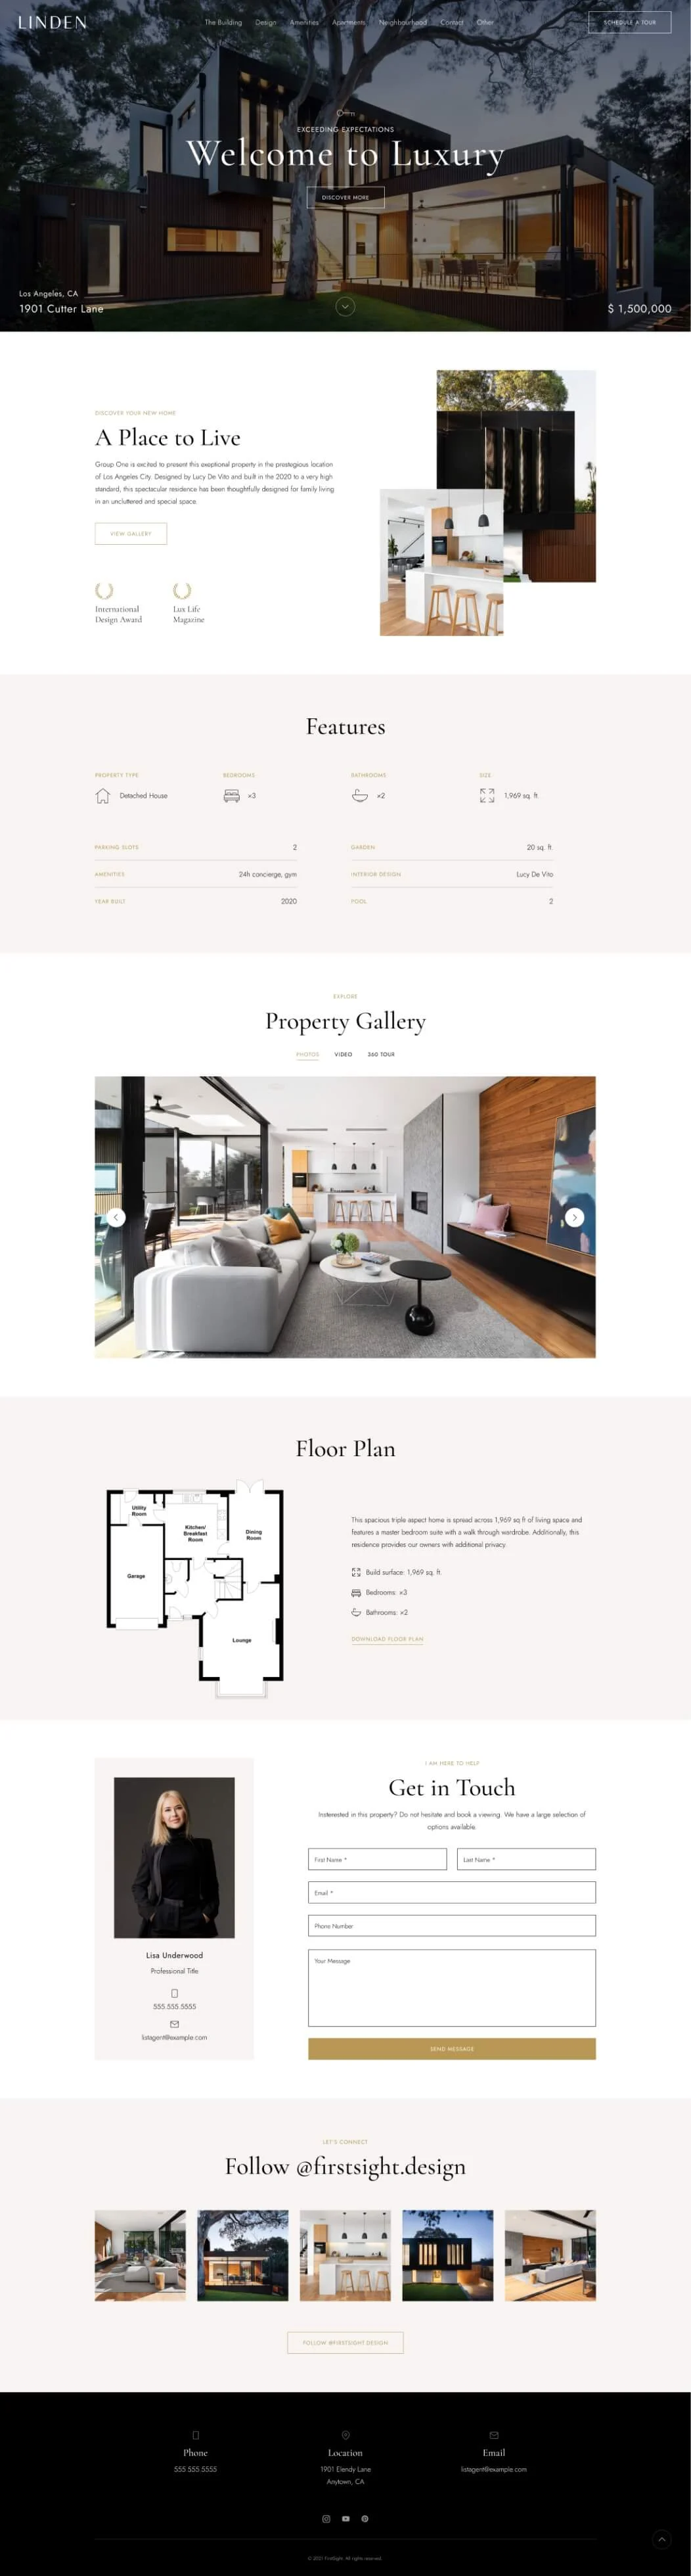 LINDEN
The Building Design Amenities Apartments Neighbourhood Contact Other
SCHEDULE A TOUR
EXCEEDING EXPECTATIONS
Welcome to Luxury
DISCOVER MORE
Los Angeles, CA
1901 Cutter Lane
$ 1,500,000
DISCOVER YOUR NEW HOME
A Place to Live
Group One is excited to present this exeptional property in the prestegious location
of Los Angeles City. Designed by Lucy De Vito and built in the 2020 to a very high
standard, this spectacular residence has been thoughtfully designed for family living
in an uncluttered and special space.
VIEW GALLERY
International
Design Award
Lux Life
Magazine
Features
PROPERTY TYPE
Detached House
BEDROOMS
×3
BATHROOMS
×2
SIZE
1,969 sq. ft.
PARKING SLOTS 2
AMENITIES 24h concierge, gym
YEAR BUILT 2020
GARDEN 20 sq. ft.
INTERIOR DESIGN Lucy De Vito
POOL 2
EXPLORE
Property Gallery
PHOTOS VIDEO 360 TOUR
Floor Plan
Utility
Room
Kitchen/
Breakfast
Room
Dining
Room
Garage
Lounge
This spacious triple aspect home is spread across 1,969 sq ft of living space and
features a master bedroom suite with a walk through wardrobe. Additionally, this
residence provides our owners with additional privacy.
Build surface: 1,969 sq. ft.
Bedrooms: ×3
Bathrooms: ×2
DOWNLOAD FLOOR PLAN
Lisa Underwood
Professional Title
555 555 5555
listagent@example.com
I AM HERE TO HELP
Get in Touch
Insterested in this property? Do not hesitate and book a viewing. We have a large selection of
options available.
First Name *
Last Name *
Email *
Phone Number
Your Message
SEND MESSAGE
LET'S CONNECT
Follow @firstsight.design
FOLLOW @FIRSTSIGHT.DESIGN
Phone
555 555 5555
Location
1901 Elendy Lane
Anytown, CA
Email
listagent@example.com
© 2021 FirstSight. All rights reserved.